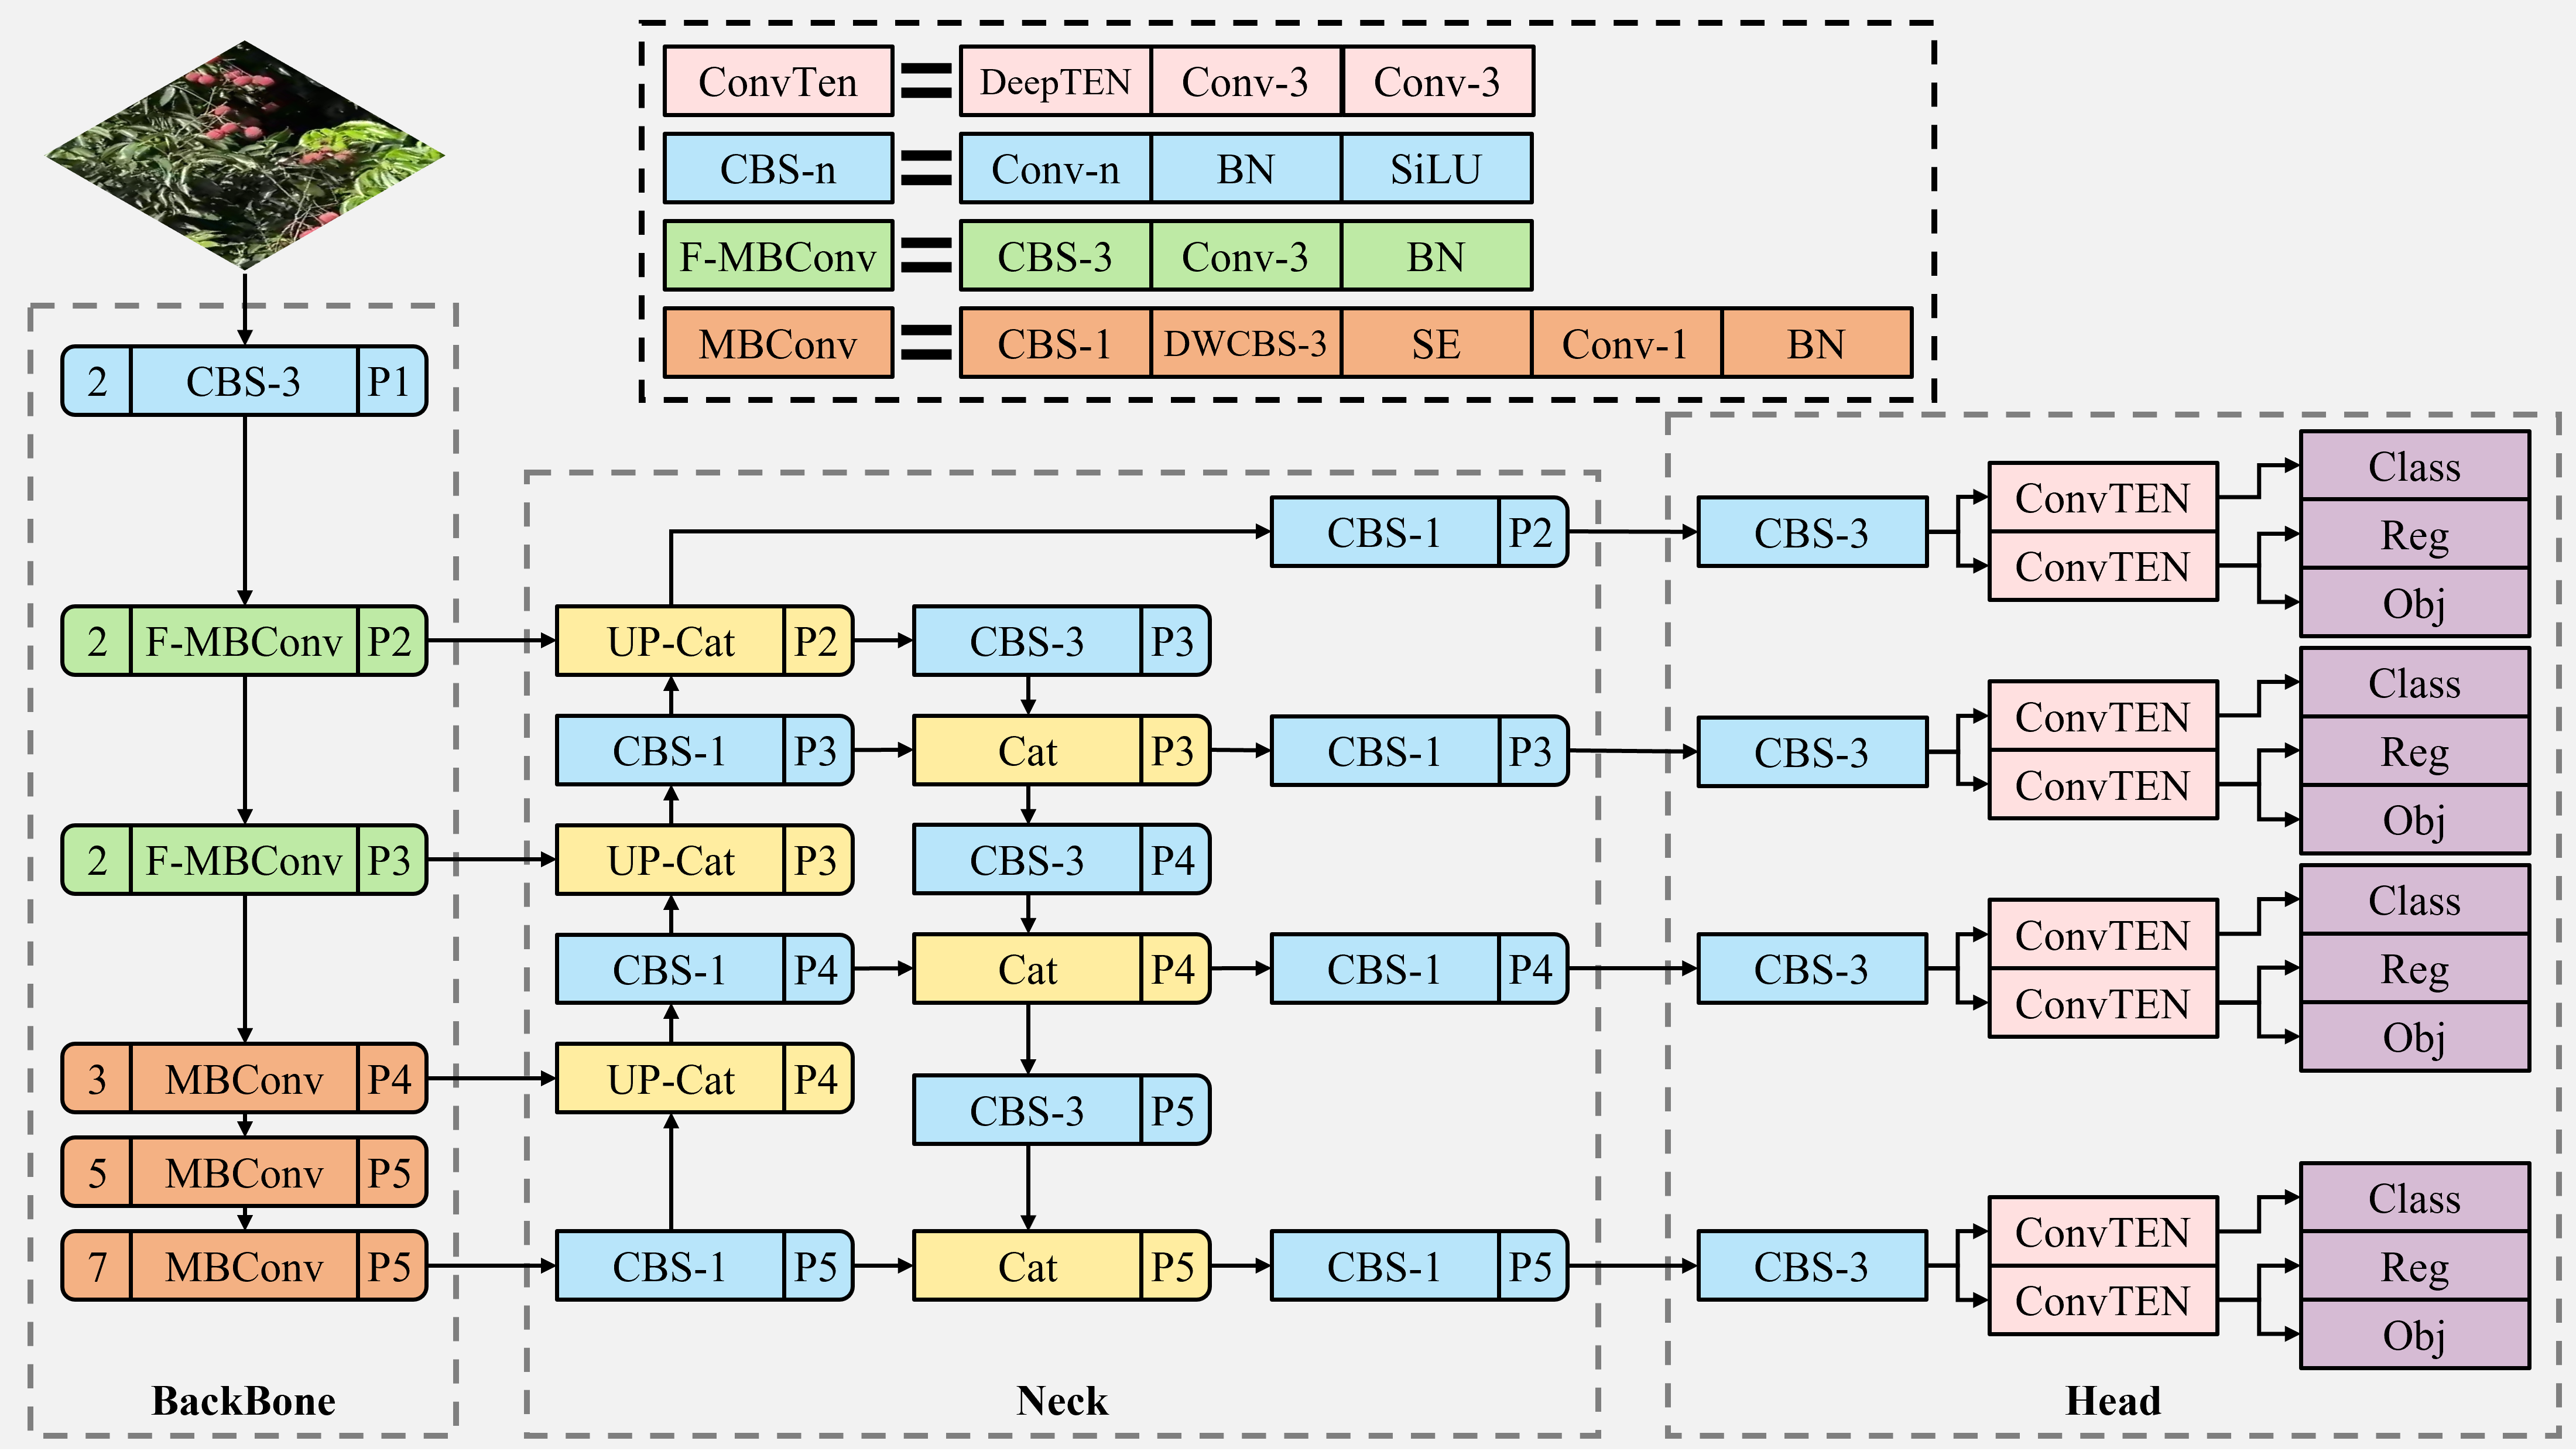 ConvTen = DeepTEN Conv-3 Conv-3
CBS-n = Conv-n BN SiLU
F-MBConv = CBS-3 Conv-3 BN
MBConv = CBS-1 DWCBS-3 SE Conv-1 BN
2 CBS-3 P1
2 F-MBConv P2
2 F-MBConv P3
3 MBConv P4
5 MBConv P5
7 MBConv P5
BackBone
CBS-1 P2
UP-Cat P2 CBS-3 P3
CBS-1 P3 Cat P3 CBS-1 P3
UP-Cat P3 CBS-3 P4
CBS-1 P4 Cat P4 CBS-1 P4
UP-Cat P4 CBS-3 P5
CBS-1 P5 Cat P5 CBS-1 P5
Neck
CBS-3
ConvTEN
ConvTEN
Class
Reg
Obj
CBS-3
ConvTEN
ConvTEN
Class
Reg
Obj
CBS-3
ConvTEN
ConvTEN
Class
Reg
Obj
CBS-3
ConvTEN
ConvTEN
Class
Reg
Obj
Head